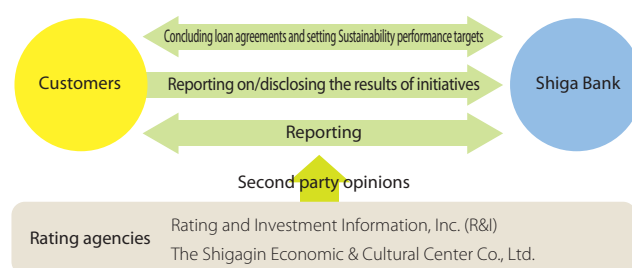 Concluding loan agreements and setting Sustainability performance targets
Customers
Reporting on/disclosing the results of initiatives
Shiga Bank
Reporting
Second party opinions
Rating agencies
Rating and Investment Information, Inc. (R&I)
The Shigagin Economic & Cultural Center Co., Ltd.